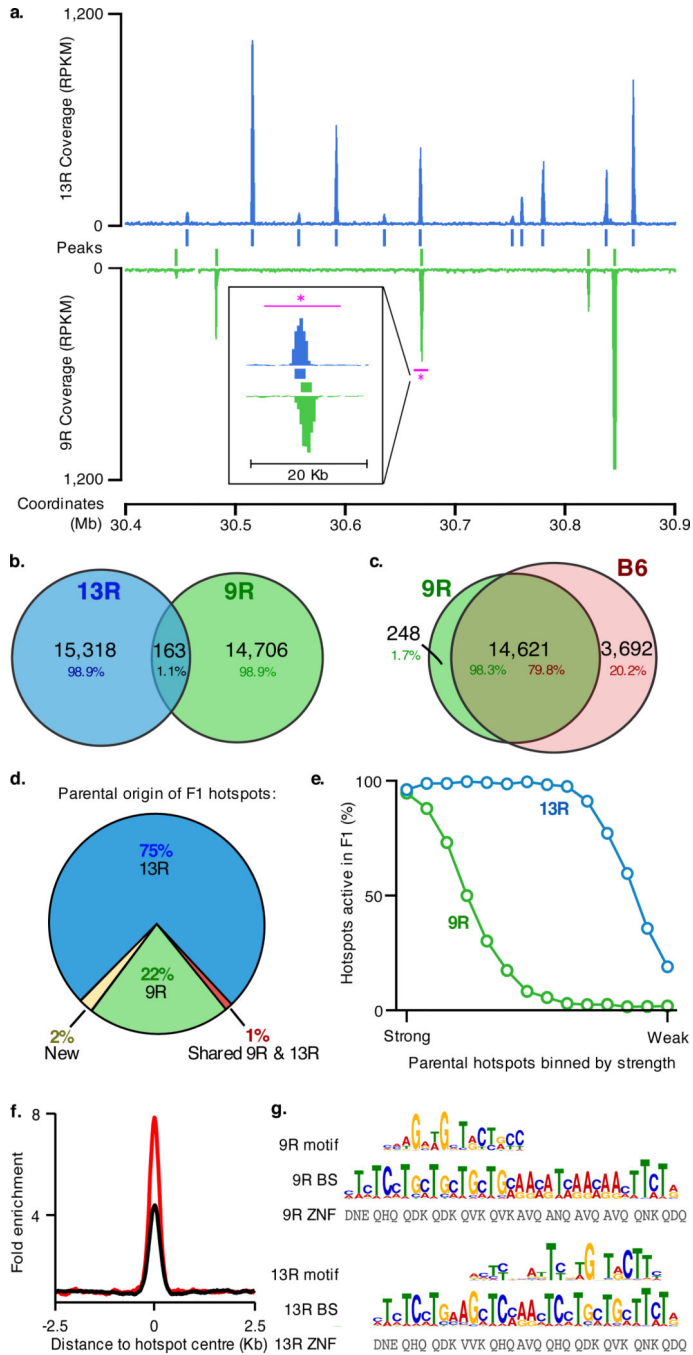 a.
1,200
13R Coverage (RPKM)
0
Peaks
0
9R Coverage (RPKM)
1,200
*
20 Kb
*
Coordinates
(Mb)
30.4 30.5 30.6 30.7 30.8 30.9
b.
13R 9R
15,318 163 14,706
98.9% 1.1% 98.9%
c.
9R B6
248 14,621 3,692
1.7% 98.3% 79.8% 20.2%
d.
Parental origin of F1 hotspots:
75%
13R
22%
9R
2%
New
1%
Shared 9R & 13R
e.
Hotspots active in F1 (%)
100
50
0
13R
9R
Strong Weak
Parental hotspots binned by strength
f.
Fold enrichment
8
4
-2.5 0 2.5
Distance to hotspot centre (Kb)
g.
9R motif
9R BS
9R ZNF DNE QHQ QDK QDK QVK QVK AVQ ANQ AVQ AVQ QNK QDQ
13R motif
13R BS
13R ZNF DNE QHQ QDK VVK QHQ AVQ QHQ QDK QVK QNK QDQ